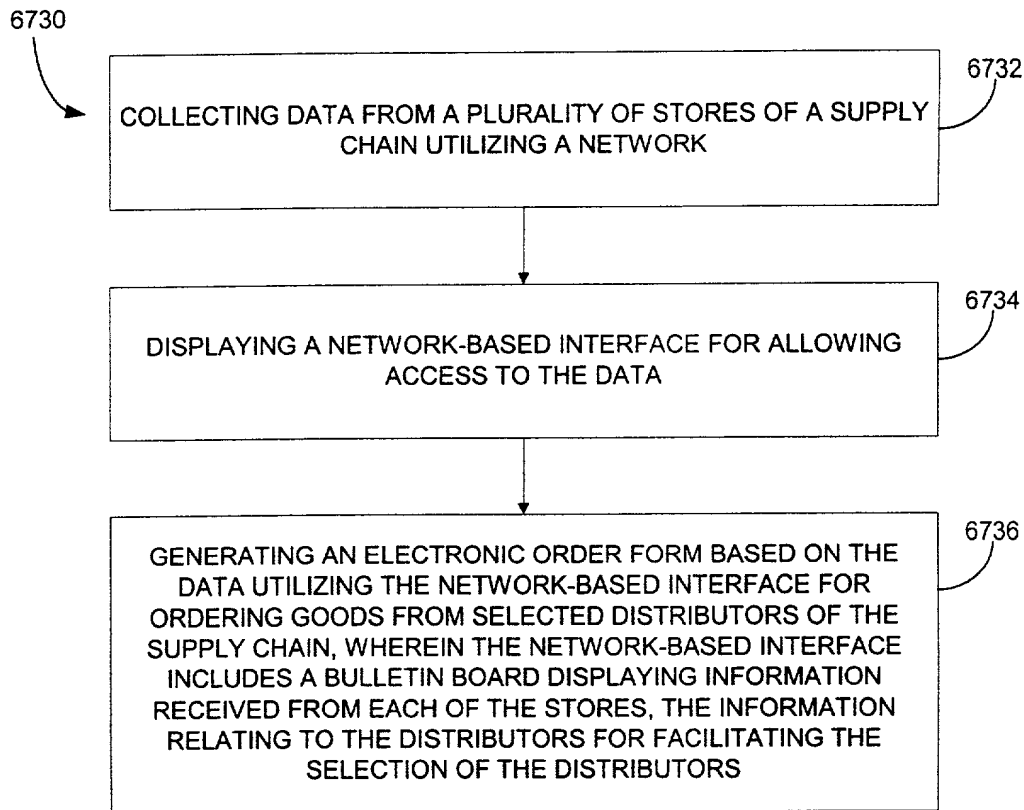 6730
6732
COLLECTING DATA FROM A PLURALITY OF STORES OF A SUPPLY
CHAIN UTILIZING A NETWORK
6734
DISPLAYING A NETWORK-BASED INTERFACE FOR ALLOWING
ACCESS TO THE DATA
6736
GENERATING AN ELECTRONIC ORDER FORM BASED ON THE
DATA UTILIZING THE NETWORK-BASED INTERFACE FOR
ORDERING GOODS FROM SELECTED DISTRIBUTORS OF THE
SUPPLY CHAIN, WHEREIN THE NETWORK-BASED INTERFACE
INCLUDES A BULLETIN BOARD DISPLAYING INFORMATION
RECEIVED FROM EACH OF THE STORES, THE INFORMATION
RELATING TO THE DISTRIBUTORS FOR FACILITATING THE
SELECTION OF THE DISTRIBUTORS